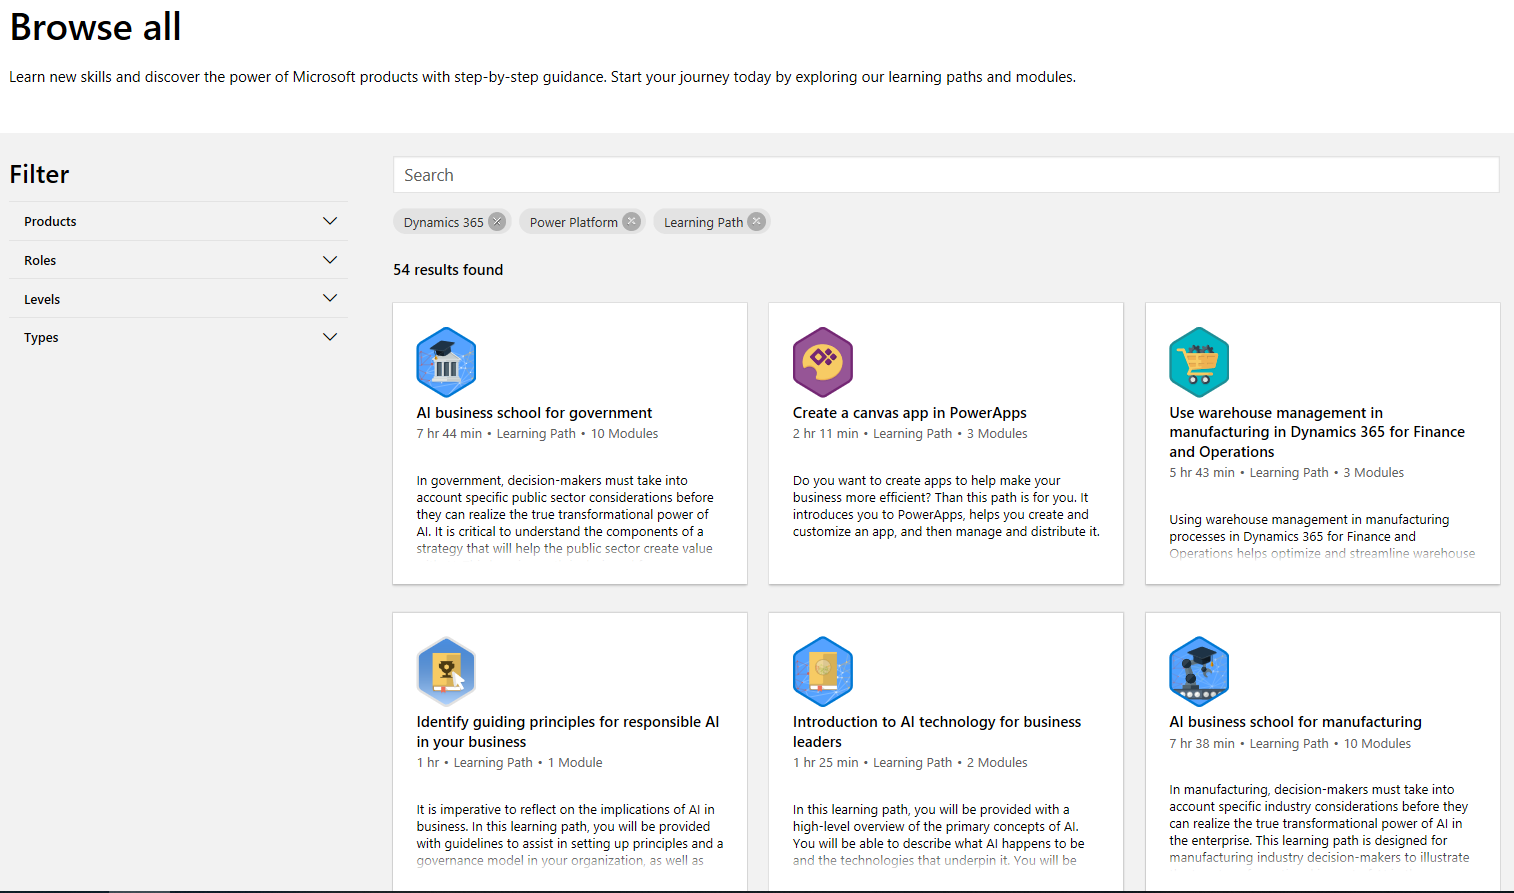 Browse all
Learn new skills and discover the power of Microsoft products with step-by-step guidance. Start your journey today by exploring our learning paths and modules.
Filter
Products
Roles
Levels
Types
Search
Dynamics 365
Power Platform
Learning Path
54 results found
AI business school for government
7 hr 44 min • Learning Path • 10 Modules
In government, decision-makers must take into
account specific public sector considerations before
they can realize the true transformational power of
AI. It is critical to understand the components of a
strategy that will help the public sector create value
Create a canvas app in PowerApps
2 hr 11 min • Learning Path • 3 Modules
Do you want to create apps to help make your
business more efficient? Than this path is for you. It
introduces you to PowerApps, helps you create and
customize an app, and then manage and distribute it.
Use warehouse management in
manufacturing in Dynamics 365 for Finance
and Operations
5 hr 43 min • Learning Path • 3 Modules
Using warehouse management in manufacturing
processes in Dynamics 365 for Finance and
Operations helps optimize and streamline warehouse
Identify guiding principles for responsible AI
in your business
1 hr • Learning Path • 1 Module
It is imperative to reflect on the implications of AI in
business. In this learning path, you will be provided
with guidelines to assist in setting up principles and a
governance model in your organization, as well as
Introduction to AI technology for business
leaders
1 hr 25 min • Learning Path • 2 Modules
In this learning path, you will be provided with a
high-level overview of the primary concepts of AI.
You will be able to describe what AI happens to be
and the technologies that underpin it. You will be
AI business school for manufacturing
7 hr 38 min • Learning Path • 10 Modules
In manufacturing, decision-makers must take into
account specific industry considerations before they
can realize the true transformational power of AI in
the enterprise. This learning path is designed for
manufacturing industry decision-makers to illustrate